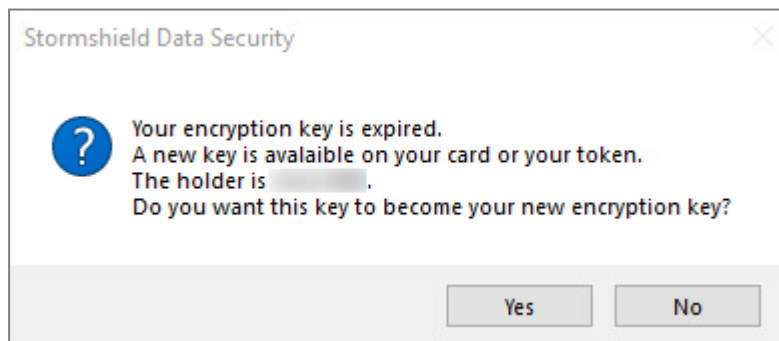 Stormshield Data Security
Your encryption key is expired.
A new key is avalaible on your card or your token.
The holder is .
Do you want this key to become your new encryption key?
Yes
No